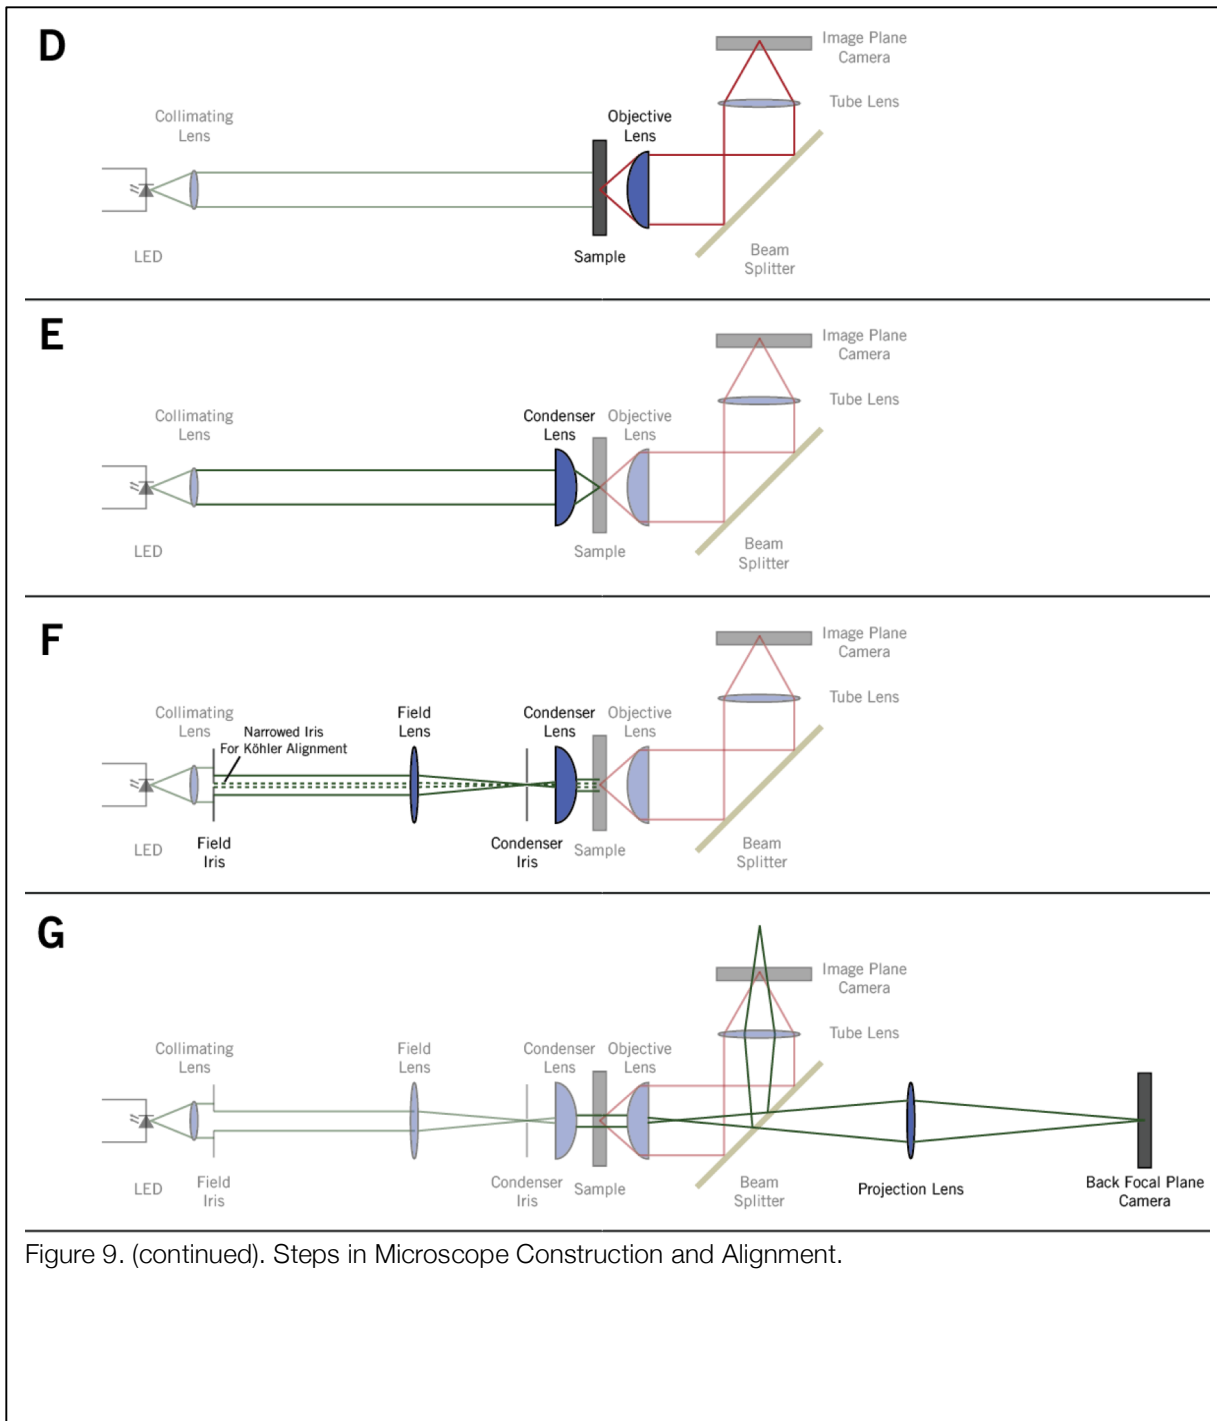 D
Image Plane
Camera
Collimating
Lens
Objective
Lens
Tube Lens
LED
Sample
Beam
Splitter
E
Image Plane
Camera
Collimating
Lens
Condenser
Lens
Objective
Lens
Tube Lens
LED
Sample
Beam
Splitter
F
Image Plane
Camera
Collimating
Lens
Narrowed Iris
For Köhler Alignment
Field
Lens
Condenser
Lens
Objective
Lens
Tube Lens
LED
Field
Iris
Condenser
Iris
Sample
Beam
Splitter
G
Image Plane
Camera
Collimating
Lens
Field
Lens
Condenser
Lens
Objective
Lens
Tube Lens
LED
Field
Iris
Condenser
Iris
Sample
Beam
Splitter
Projection Lens
Back Focal Plane
Camera
Figure 9. (continued). Steps in Microscope Construction and Alignment.